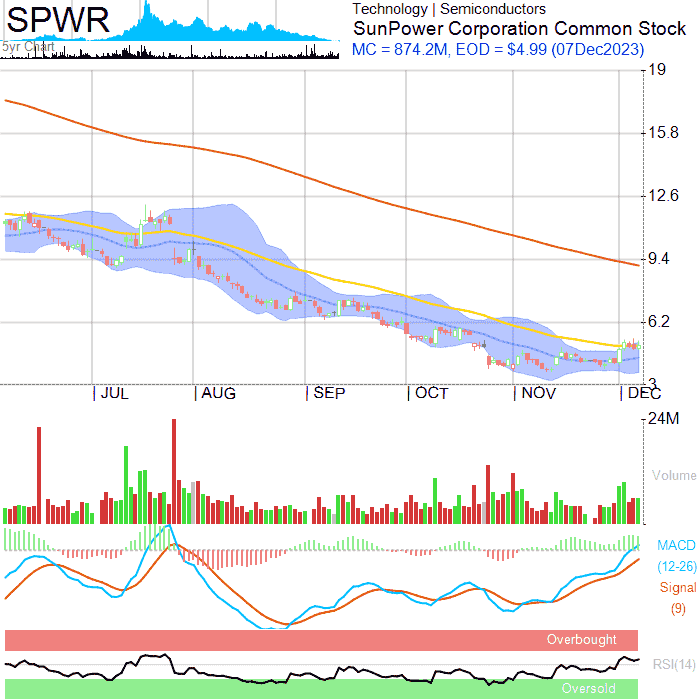 SPWR
5yr Chart
Technology | Semiconductors
SunPower Corporation Common Stock
MC = 874.2M, EOD = $4.99 (07Dec2023)
19
15.8
12.6
9.4
6.2
3
JUL AUG SEP OCT NOV DEC
24M
Volume
MACD
(12-26)
Signal
(9)
Overbought
RSI(14)
Oversold